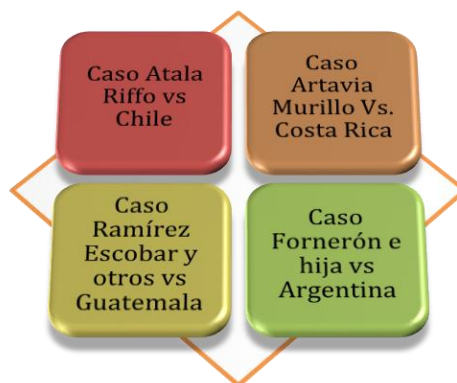 Caso Atala
Riffo vs
Chile
Caso
Artavia
Murillo Vs.
Costa Rica
Caso
Ramírez
Escobar y
otros vs
Guatemala
Caso
Fornerón e
hija vs
Argentina